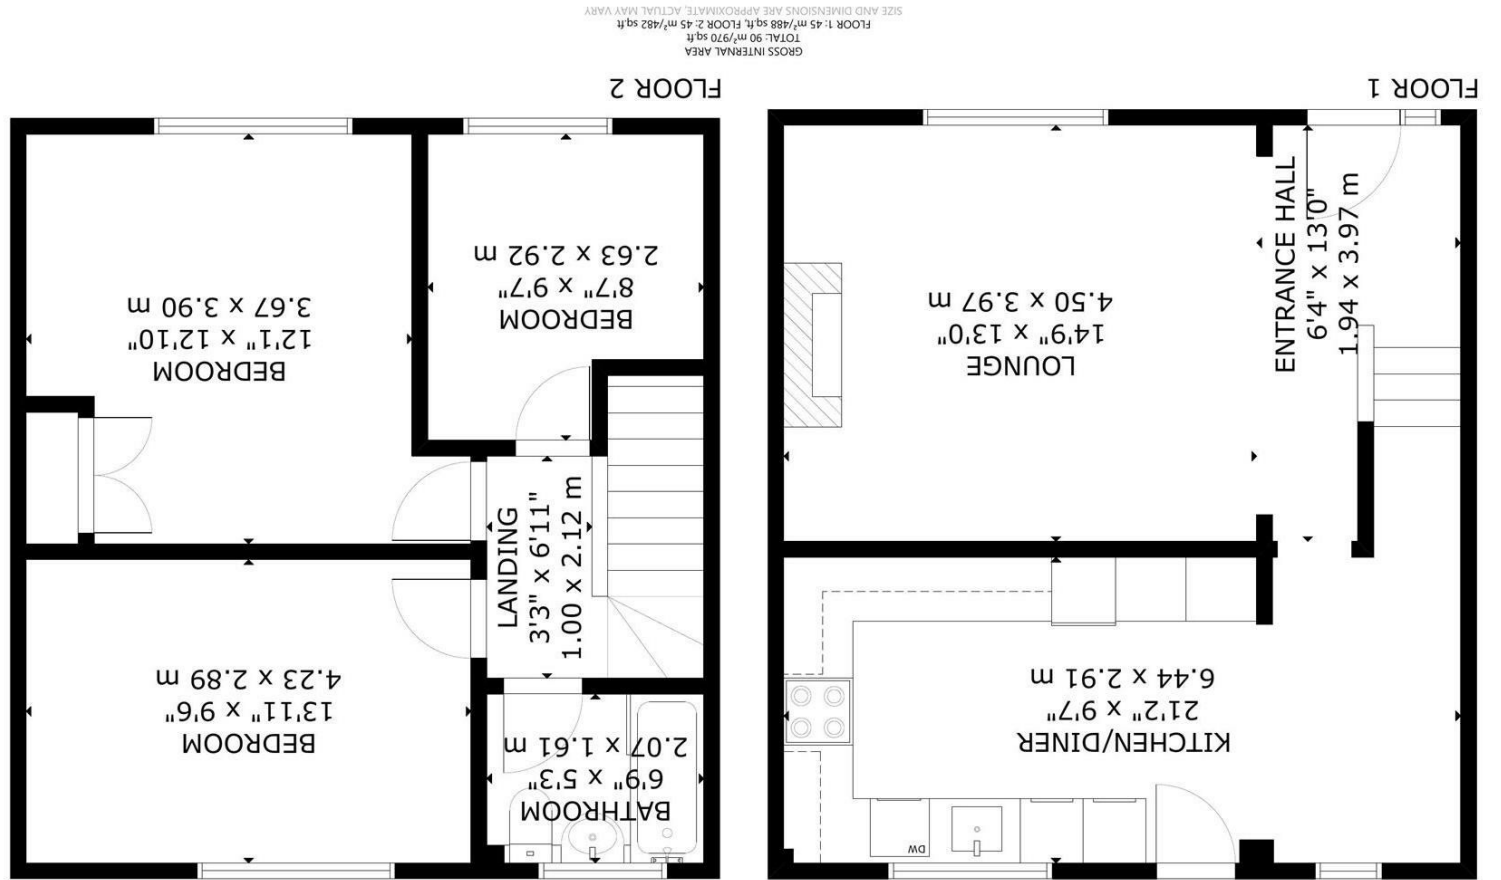 FLOOR 1
KITCHEN/DINER
21'2" x 9'7"
6.44 x 2.91 m
LOUNGE
14'9" x 13'0"
4.50 x 3.97 m
ENTRANCE HALL
6'4" x 13'0"
1.94 x 3.97 m
DW
FLOOR 2
BATHROOM
6'9" x 5'3"
2.07 x 1.61 m
BEDROOM
13'11" x 9'6"
4.23 x 2.89 m
LANDING
3'3" x 6'11"
1.00 x 2.12 m
BEDROOM
8'7" x 9'7"
2.63 x 2.92 m
BEDROOM
12'1" x 12'10"
3.67 x 3.90 m
GROSS INTERNAL AREA
TOTAL: 90 m²/970 sq.ft
FLOOR 1: 45 m²/488 sq.ft, FLOOR 2: 45 m²/482 sq.ft
SIZE AND DIMENSIONS ARE APPROXIMATE, ACTUAL MAY VARY